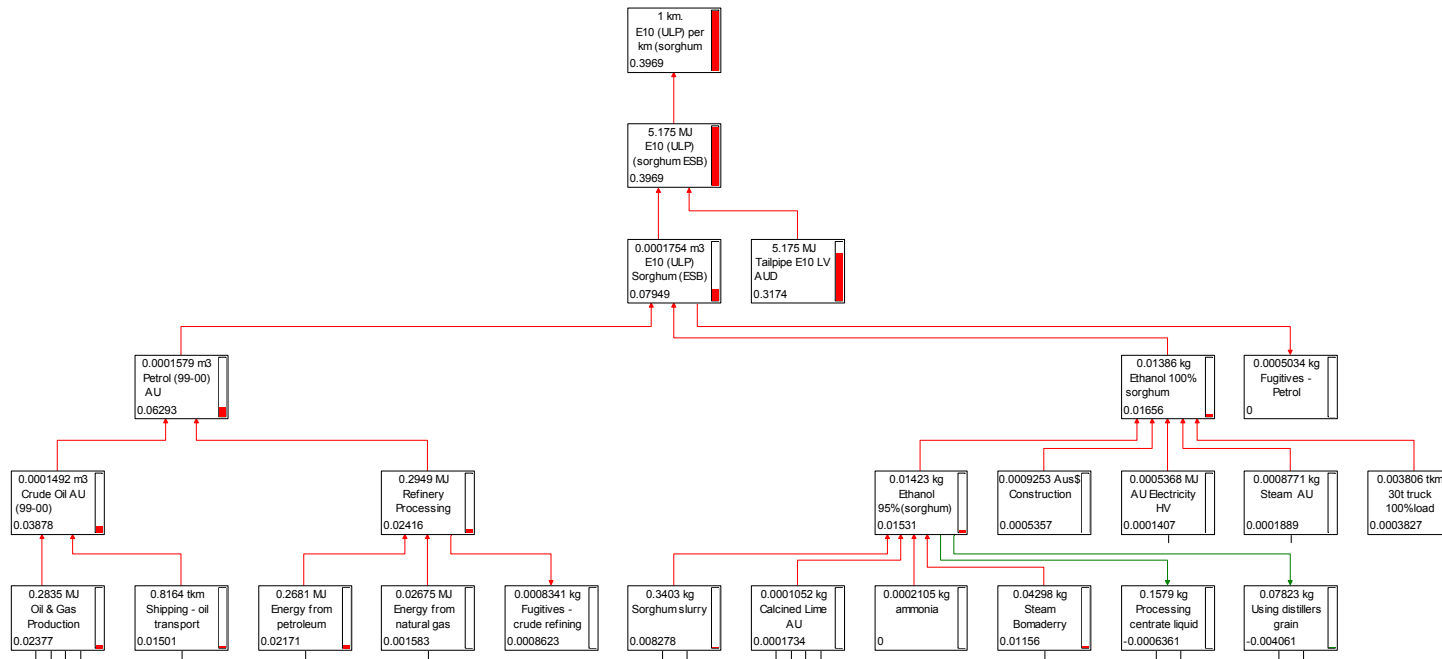 1 km.
E10 (ULP) per
km (sorghum
0.3969
5.175 MJ
E10 (ULP)
(sorghum ESB)
0.3969
0.0001754 m3
E10 (ULP)
Sorghum (ESB)
0.07949
5.175 MJ
Tailpipe E10 LV
AUD
0.3174
0.0001579 m3
Petrol (99-00)
AU
0.06293
0.01386 kg
Ethanol 100%
sorghum
0.01656
0.0005034 kg
Fugitives -
Petrol
0
0.0001492 m3
Crude Oil AU
(99-00)
0.03878
0.2949 MJ
Refinery
Processing
0.02416
0.01423 kg
Ethanol
95%(sorghum)
0.01531
0.0009253 Aus$
Construction
0.0005357
0.0005368 MJ
AU Electricity
HV
0.0001407
0.0008771 kg
Steam AU
0.0001889
0.003806 tkm
30t truck
100%load
0.0003827
0.2835 MJ
Oil & Gas
Production
0.02377
0.8164 tkm
Shipping - oil
transport
0.01501
0.2681 MJ
Energy from
petroleum
0.02171
0.02675 MJ
Energy from
natural gas
0.001583
0.0008341 kg
Fugitives -
crude refining
0.0008623
0.3403 kg
Sorghum slurry
0.008278
0.0001052 kg
Calcined Lime
AU
0.0001734
0.0002105 kg
ammonia
0
0.04298 kg
Steam
Bomaderry
0.01156
0.1579 kg
Processing
centrate liquid
-0.0006361
0.07823 kg
Using distillers
grain
-0.004061